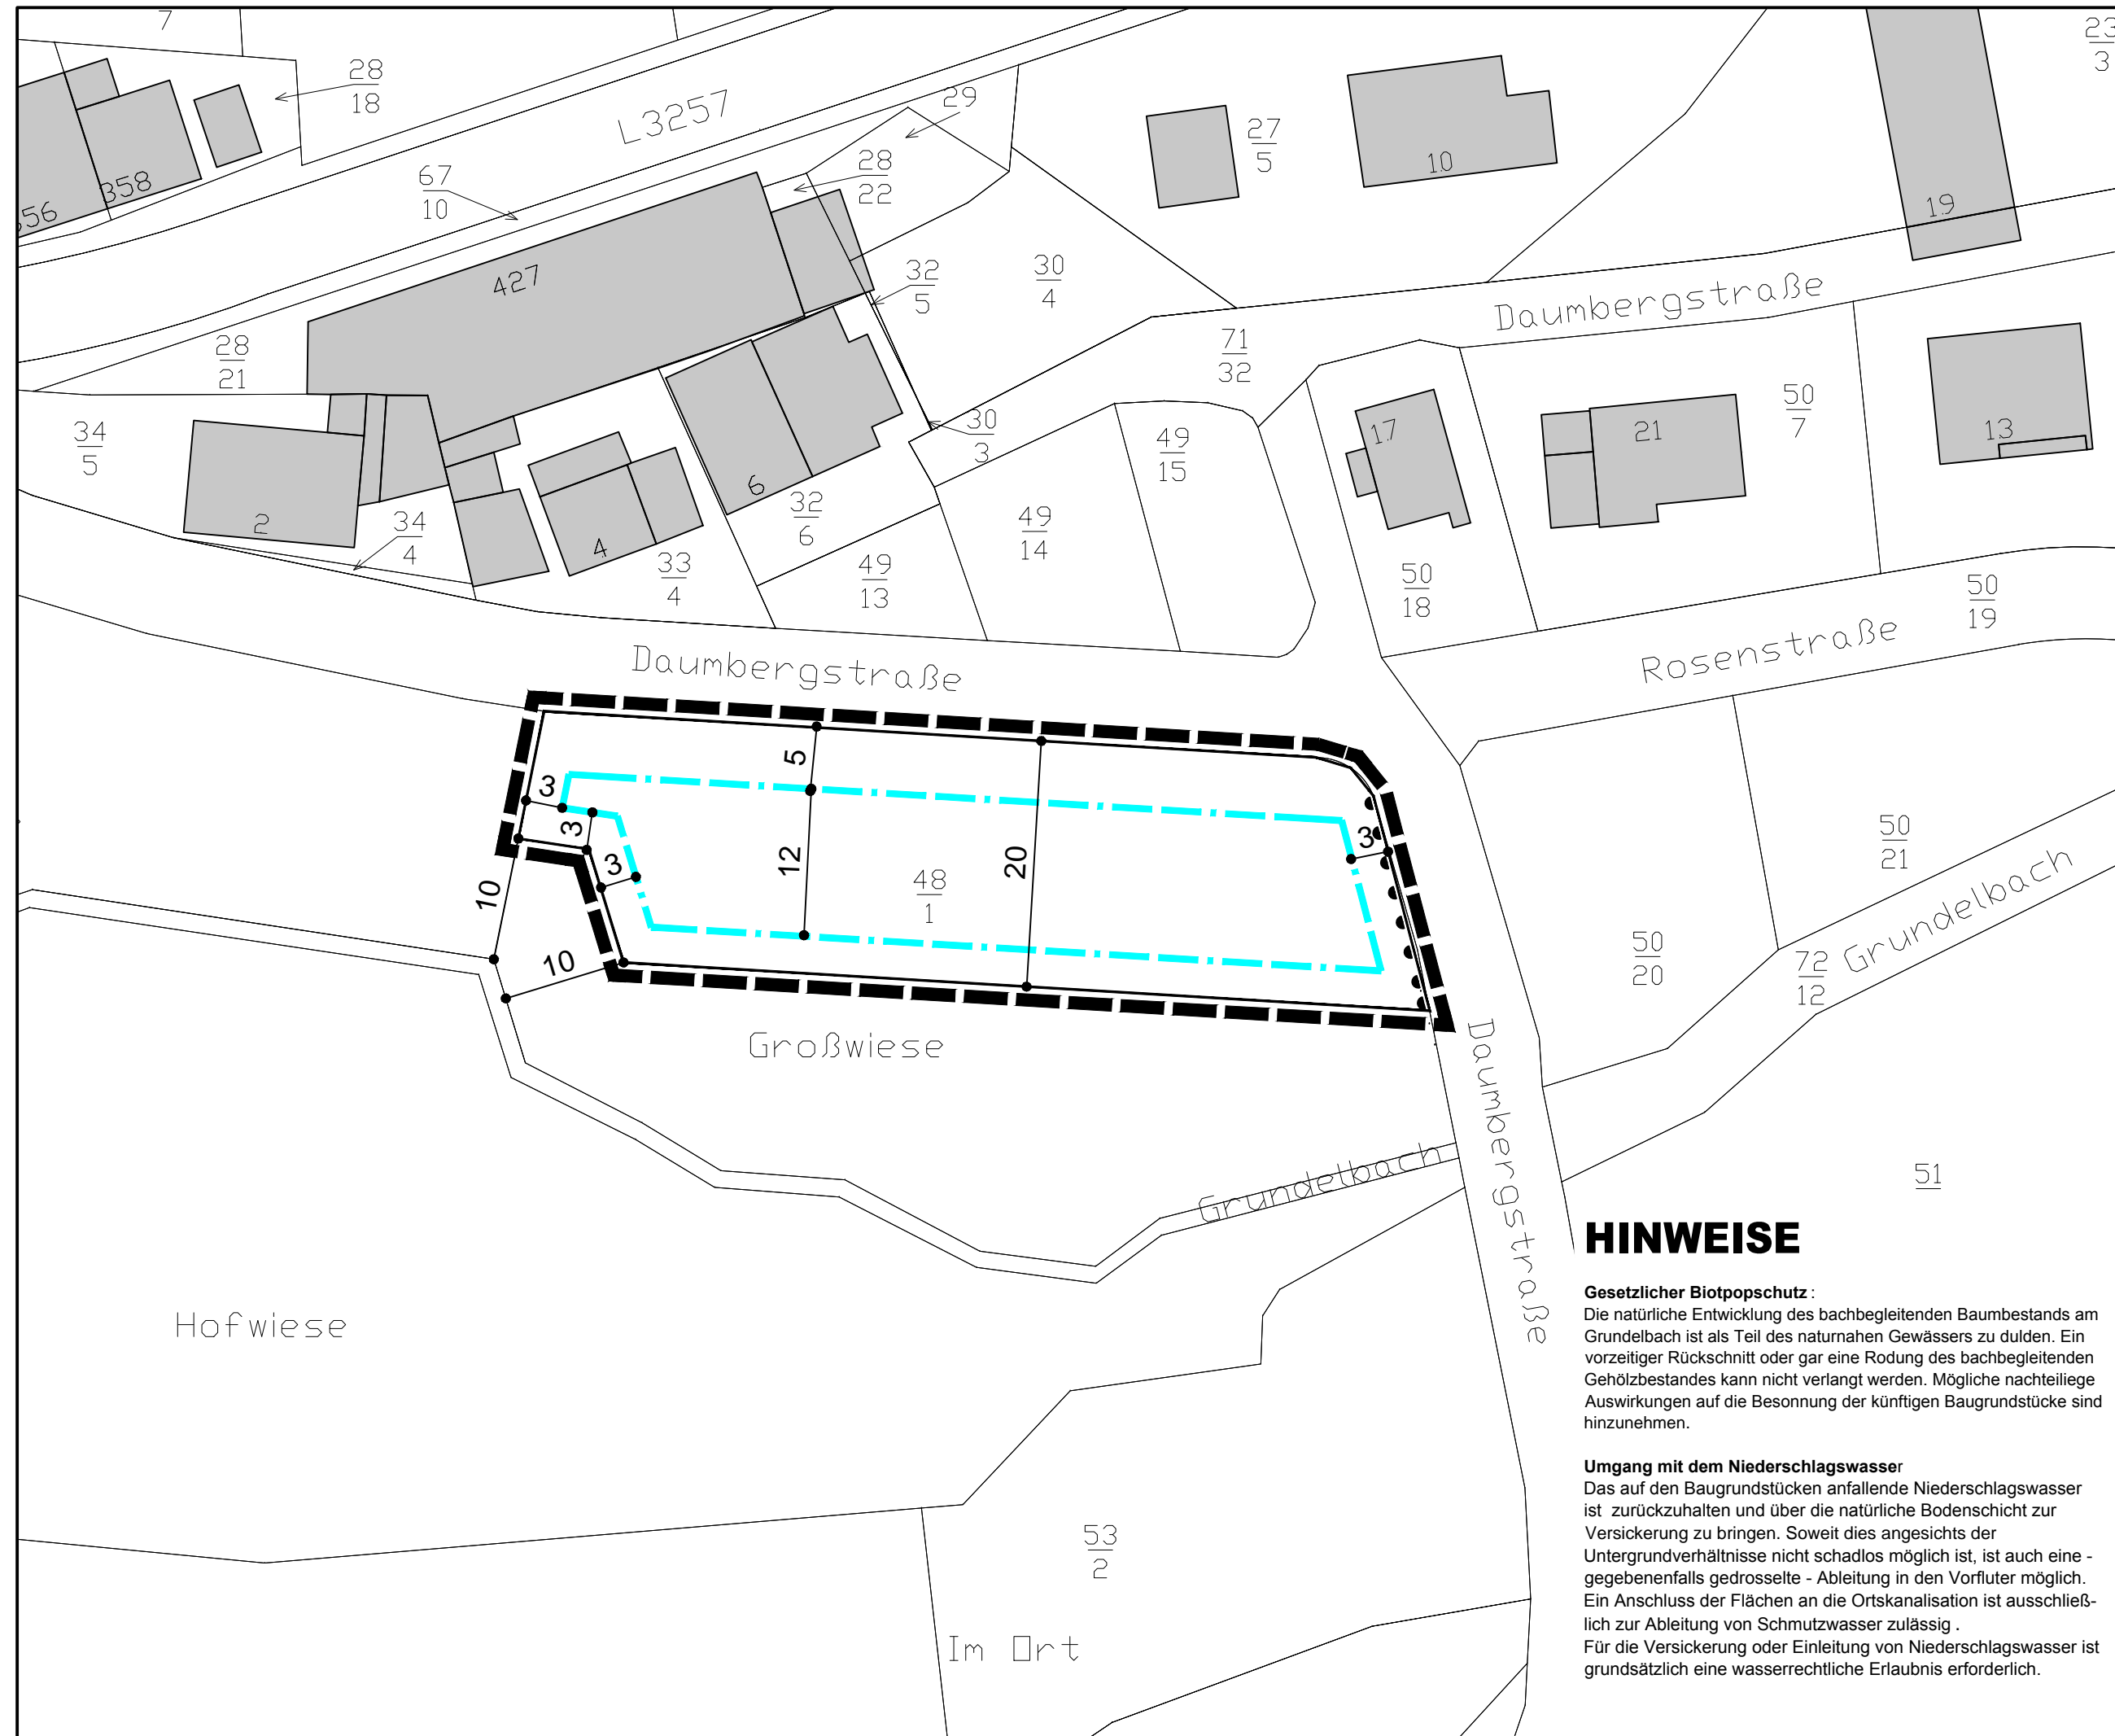 7
28
18
29
23
3
L3257
27
5
10
358
67
10
28
22
19
356
427
32
5
30
4
Daumbergstraße
28
21
71
32
34
5
30
3
49
15
17
21
50
7
13
2
34
4
4
6
32
6
49
14
33
4
49
13
50
18
50
19
Daumbergstraße
Rosenstraße
5
3
3
3
3
12
20
48
1
10
10
50
21
50
20
72
12
Grundelbach
Großwiese
Daumbergstraße
Grundelbach
51
Hofwiese
53
2
Im Ort
HINWEISE
Gesetzlicher Biotpopschutz :
Die natürliche Entwicklung des bachbegleitenden Baumbestands am
Grundelbach ist als Teil des naturnahen Gewässers zu dulden. Ein
vorzeitiger Rückschnitt oder gar eine Rodung des bachbegleitenden
Gehölzbestandes kann nicht verlangt werden. Mögliche nachteiliege
Auswirkungen auf die Besonnung der künftigen Baugrundstücke sind
hinzunehmen.
Umgang mit dem Niederschlagswasser
Das auf den Baugrundstücken anfallende Niederschlagswasser
ist zurückzuhalten und über die natürliche Bodenschicht zur
Versickerung zu bringen. Soweit dies angesichts der
Untergrundverhältnisse nicht schadlos möglich ist, ist auch eine -
gegebenenfalls gedrosselte - Ableitung in den Vorfluter möglich.
Ein Anschluss der Flächen an die Ortskanalisation ist ausschließ-
lich zur Ableitung von Schmutzwasser zulässig .
Für die Versickerung oder Einleitung von Niederschlagswasser ist
grundsätzlich eine wasserrechtliche Erlaubnis erforderlich.